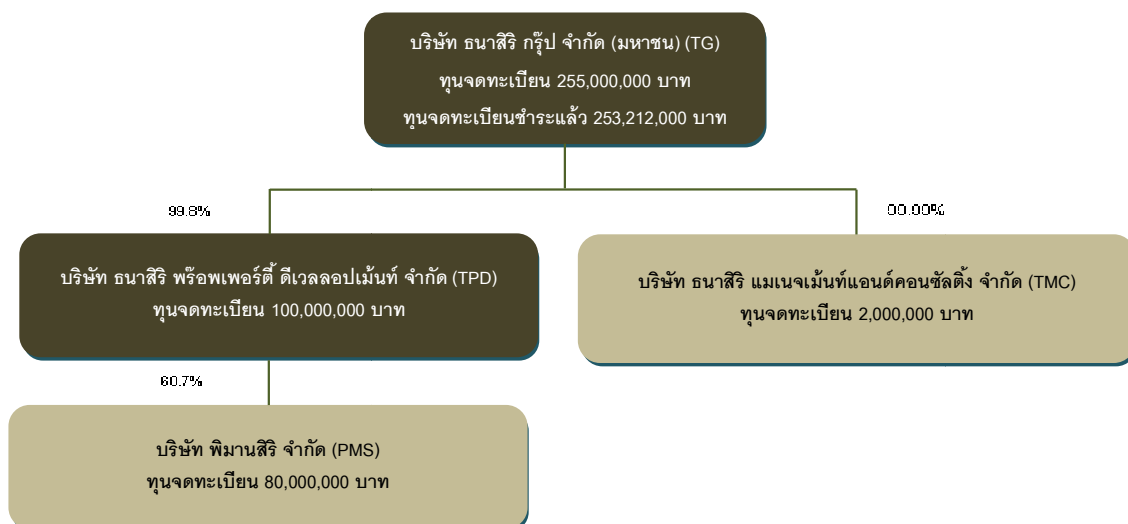 บริษัท ธนาสิริ กรุ๊ป จำกัด (มหาชน) (TG)
ทุนจดทะเบียน 255,000,000 บาท
ทุนจดทะเบียนชำระแล้ว 253,212,000 บาท
99.8%
00.00%
บริษัท ธนาสิริ พร๊อพเพอร์ตี้ ดีเวลลอปเม้นท์ จำกัด (TPD)
ทุนจดทะเบียน 100,000,000 บาท
บริษัท ธนาสิริ แมเนจเม้นท์แอนด์คอนซัลติ้ง จำกัด (TMC)
ทุนจดทะเบียน 2,000,000 บาท
60.7%
บริษัท พิมานสิริ จำกัด (PMS)
ทุนจดทะเบียน 80,000,000 บาท